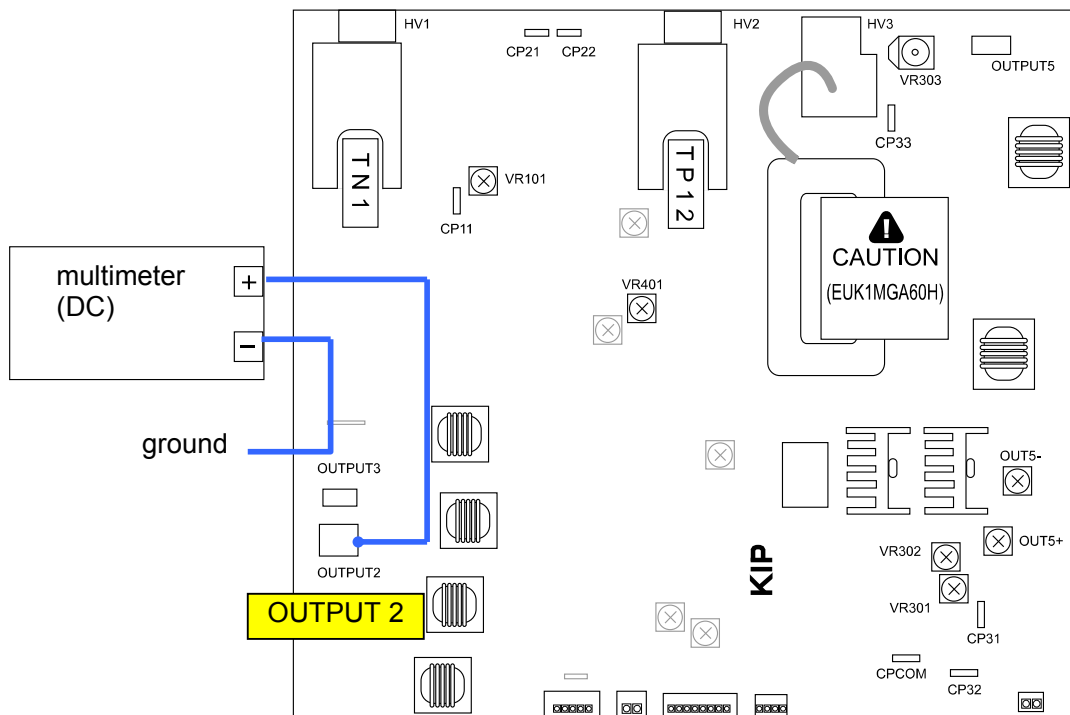 HV1
HV2
HV3
CP21
CP22
VR303
OUTPUT5
CP33
TN1
TP12
VR101
CP11
CAUTION
(EUK1MGA60H)
multimeter
(DC)
+
−
VR401
ground
OUTPUT3
OUT5-
OUTPUT2
OUT5+
VR302
KIP
VR301
OUTPUT 2
CP31
CPCOM
CP32